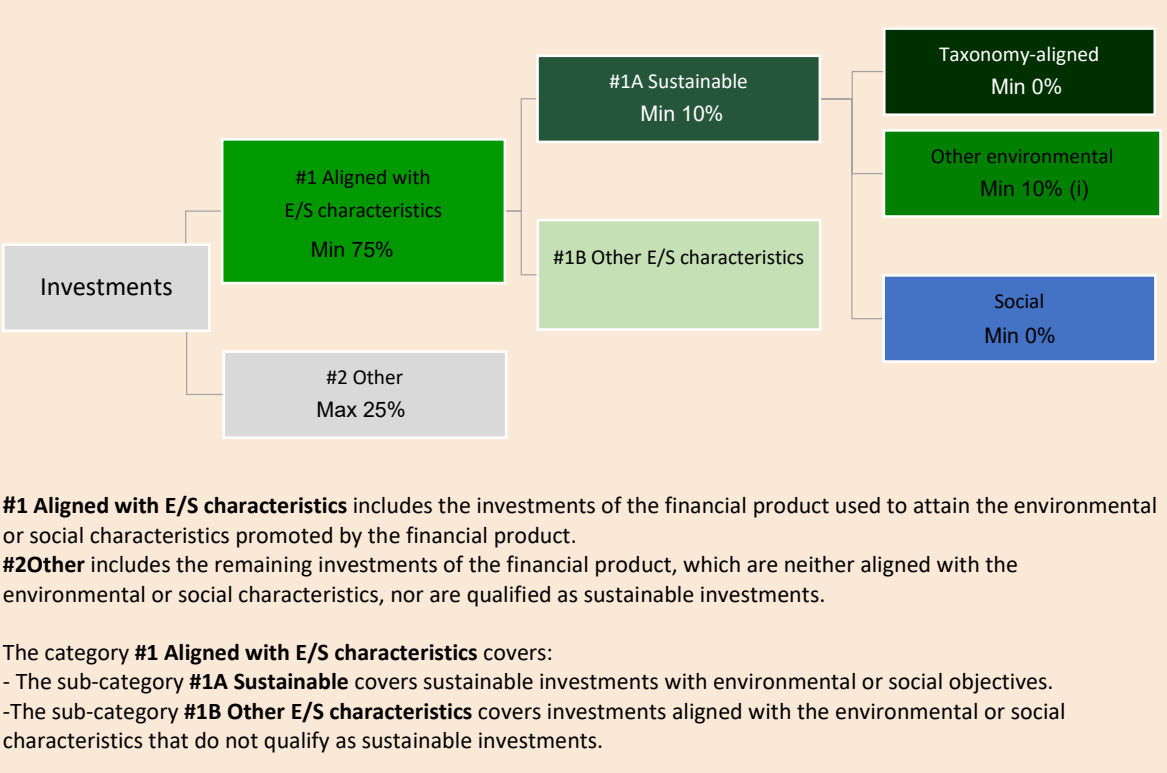 Investments
#1 Aligned with
E/S characteristics
Min 75%
#2 Other
Max 25%
#1A Sustainable
Min 10%
#1B Other E/S characteristics
Taxonomy-aligned
Min 0%
Other environmental
Min 10% (i)
Social
Min 0%
#1 Aligned with E/S characteristics includes the investments of the financial product used to attain the environmental
or social characteristics promoted by the financial product.
#2Other includes the remaining investments of the financial product, which are neither aligned with the
environmental or social characteristics, nor are qualified as sustainable investments.
The category #1 Aligned with E/S characteristics covers:
- The sub-category #1A Sustainable covers sustainable investments with environmental or social objectives.
-The sub-category #1B Other E/S characteristics covers investments aligned with the environmental or social
characteristics that do not qualify as sustainable investments.